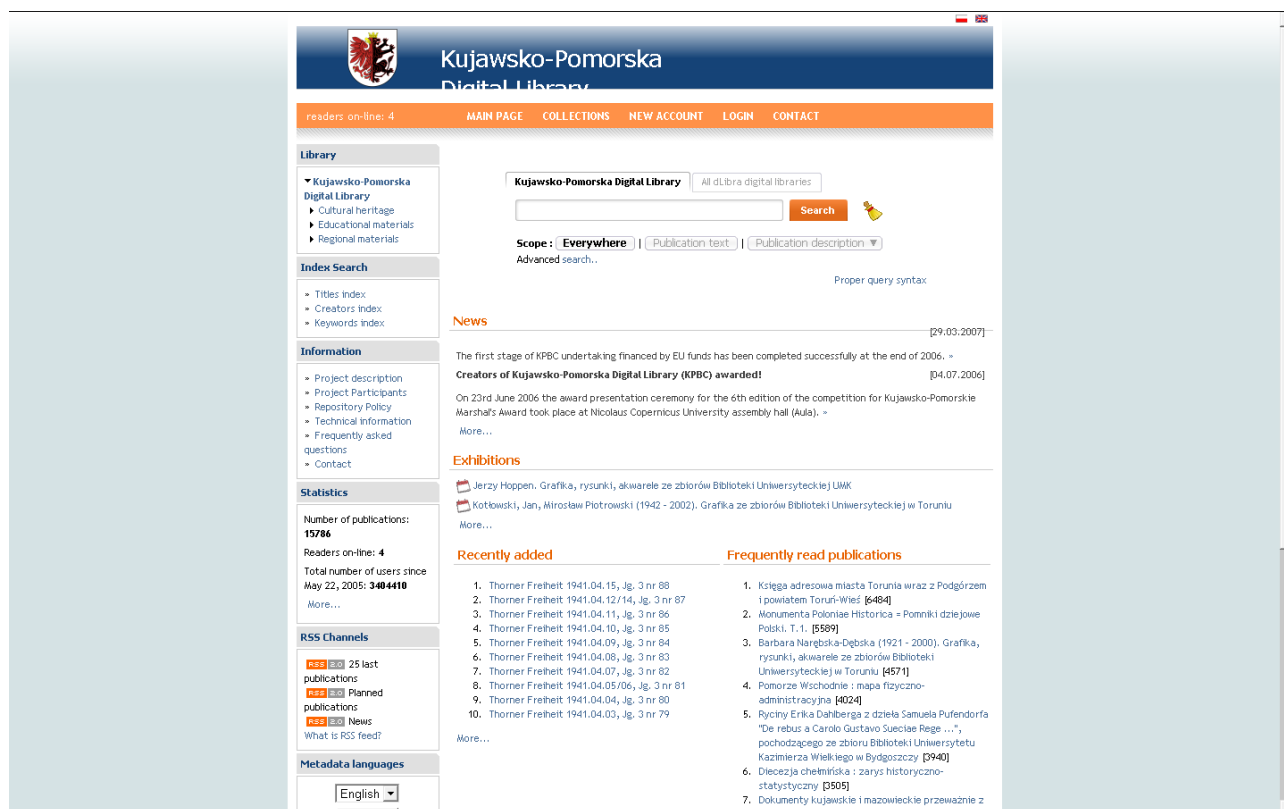 Kujawsko-Pomorska
Digital Library
readers on-line: 4
MAIN PAGE COLLECTIONS NEW ACCOUNT LOGIN CONTACT
Library
Kujawsko-Pomorska
Digital Library
Cultural heritage
Educational materials
Regional materials
Index Search
» Titles index
» Creators index
» Keywords index
Information
» Project description
» Project Participants
» Repository Policy
» Technical information
» Frequently asked
questions
» Contact
Statistics
Number of publications:
15786
Readers on-line: 4
Total number of users since
May 22, 2005: 3404410
More...
RSS Channels
RSS 2.0 25 last
publications
RSS 2.0 Planned
publications
RSS 2.0 News
What is RSS feed?
Metadata languages
English
Kujawsko-Pomorska Digital Library All dLibra digital libraries
Search
Scope : Everywhere | Publication text | Publication description ▼
Advanced search..
Proper query syntax
News
[29.03.2007]
The first stage of KPBC undertaking financed by EU funds has been completed successfully at the end of 2006. »
Creators of Kujawsko-Pomorska Digital Library (KPBC) awarded! [04.07.2006]
On 23rd June 2006 the award presentation ceremony for the 6th edition of the competition for Kujawsko-Pomorskie
Marshal's Award took place at Nicolaus Copernicus University assembly hall (Aula). »
More...
Exhibitions
Jerzy Hoppen. Grafika, rysunki, akwarele ze zbiorów Biblioteki Uniwersyteckiej UMK
Kotłowski, Jan, Mirosław Piotrowski (1942 - 2002). Grafika ze zbiorów Biblioteki Uniwersyteckiej w Toruniu
More...
Recently added
1. Thorner Freiheit 1941.04.15, Jg. 3 nr 88
2. Thorner Freiheit 1941.04.12/14, Jg. 3 nr 87
3. Thorner Freiheit 1941.04.11, Jg. 3 nr 86
4. Thorner Freiheit 1941.04.10, Jg. 3 nr 85
5. Thorner Freiheit 1941.04.09, Jg. 3 nr 84
6. Thorner Freiheit 1941.04.08, Jg. 3 nr 83
7. Thorner Freiheit 1941.04.07, Jg. 3 nr 82
8. Thorner Freiheit 1941.04.05/06, Jg. 3 nr 81
9. Thorner Freiheit 1941.04.04, Jg. 3 nr 80
10. Thorner Freiheit 1941.04.03, Jg. 3 nr 79
More...
Frequently read publications
1. Księga adresowa miasta Torunia wraz z Podgórzem
i powiatem Toruń-Wieś [6484]
2. Monumenta Poloniae Historica = Pomniki dziejowe
Polski. T.1. [5589]
3. Barbara Narębska-Dębska (1921 - 2000). Grafika,
rysunki, akwarele ze zbiorów Biblioteki
Uniwersyteckiej w Toruniu [4571]
4. Pomorze Wschodnie : mapa fizyczno-
administracyjna [4024]
5. Ryciny Erika Dahlberga z dzieła Samuela Pufendorfa
"De rebus a Carolo Gustavo Sueciae Rege ...",
pochodzącego ze zbioru Biblioteki Uniwersytetu
Kazimierza Wielkiego w Bydgoszczy [3940]
6. Diecezja chełmińska : zarys historyczno-
statystyczny [3505]
7. Dokumenty kujawskie i mazowieckie przeważnie z